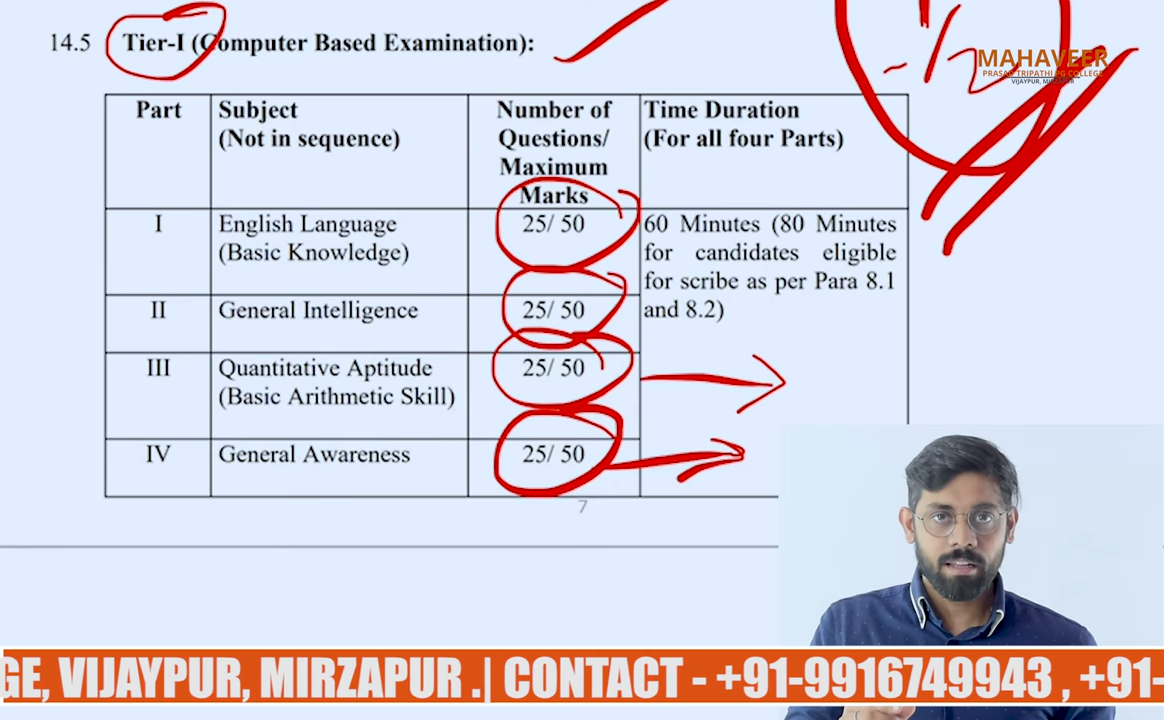 14.5 Tier-I (Computer Based Examination):
-1/2
MAHAVEER
PRASAD TRIPATHI PG COLLEGE
VIJAYPUR, MIRZAPUR
Part
Subject
(Not in sequence)
Number of
Questions/
Maximum
Marks
Time Duration
(For all four Parts)
I
English Language
(Basic Knowledge)
25/ 50
60 Minutes (80 Minutes
for candidates eligible
for scribe as per Para 8.1
and 8.2)
II
General Intelligence
25/ 50
III
Quantitative Aptitude
(Basic Arithmetic Skill)
25/ 50
IV
General Awareness
25/ 50
7
GE, VIJAYPUR, MIRZAPUR .| CONTACT - +91-9916749943 , +91-